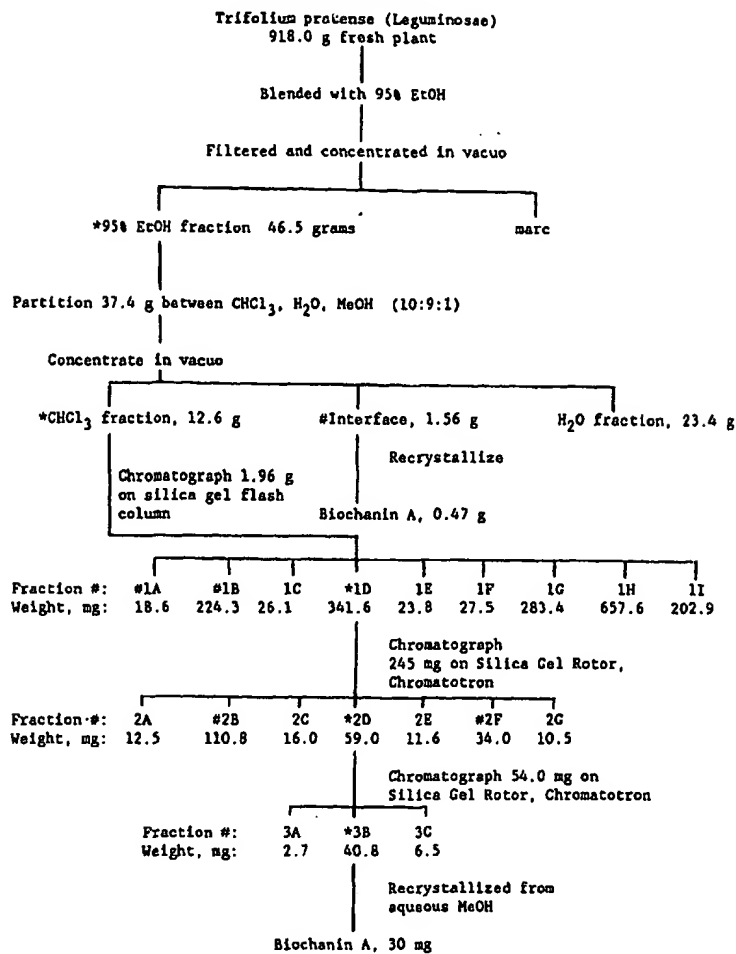 Trifolium pratense (Leguminosae)
918.0 g fresh plant
Blended with 95% EtOH
Filtered and concentrated in vacuo
*95% EtOH fraction 46.5 grams marc
Partition 37.4 g between CHCl3, H2O, MeOH (10:9:1)
Concentrate in vacuo
*CHCl3 fraction, 12.6 g #Interface, 1.56 g H2O fraction, 23.4 g
Recrystallize
Chromatograph 1.96 g
on silica gel flash
column
Biochanin A, 0.47 g
Fraction #: #1A #1B 1C *1D 1E 1F 1G 1H 1I
Weight, mg: 18.6 224.3 26.1 341.6 23.8 27.5 283.4 657.6 202.9
Chromatograph
245 mg on Silica Gel Rotor,
Chromatotron
Fraction #: 2A #2B 2C *2D 2E #2F 2G
Weight, mg: 12.5 110.8 16.0 59.0 11.6 34.0 10.5
Chromatograph 54.0 mg on
Silica Gel Rotor, Chromatotron
Fraction #: 3A *3B 3C
Weight, mg: 2.7 40.8 6.5
Recrystallized from
aqueous MeOH
Biochanin A, 30 mg